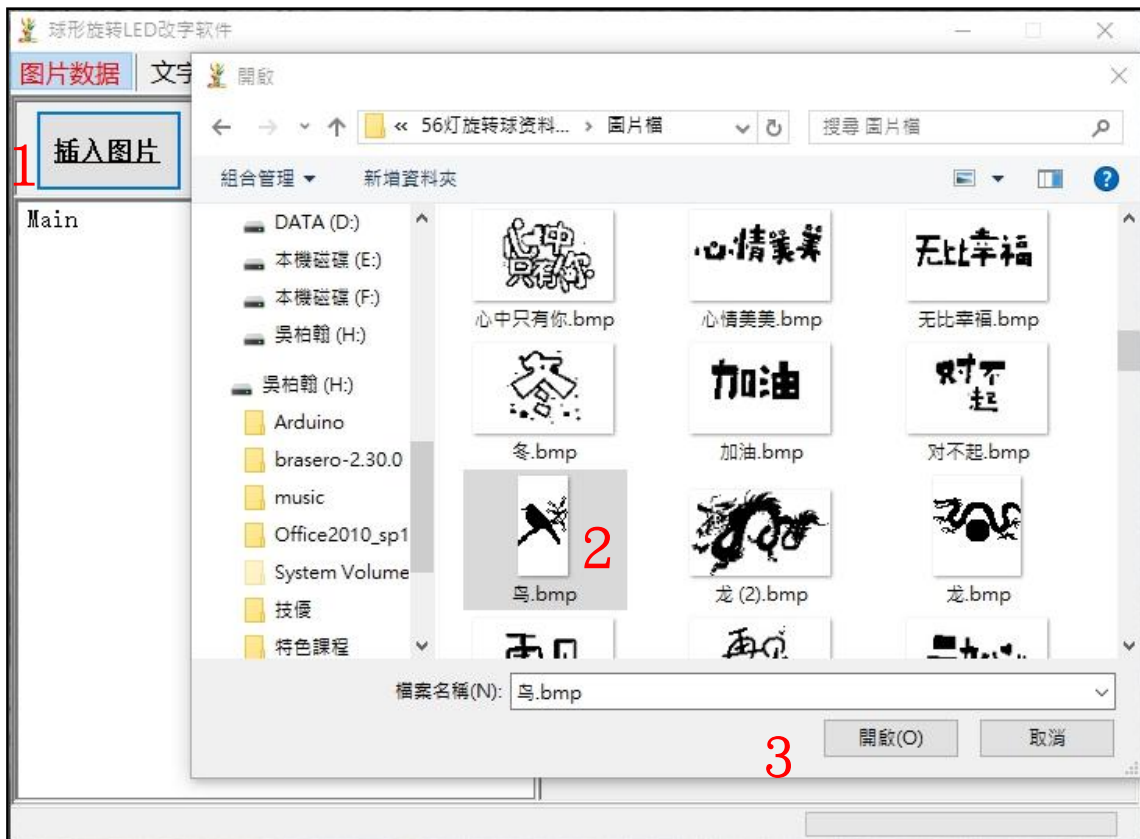 球形旋转LED改字软件
图片数据 文字
開啟
« 56灯旋转球资料... › 圖片檔
搜尋 圖片檔
1
插入图片
組合管理 新增資料夾
Main
DATA (D:)
本機磁碟 (E:)
本機磁碟 (F:)
吳柏翰 (H:)
吳柏翰 (H:)
Arduino
brasero-2.30.0
music
Office2010_sp1
System Volume
技優
特色課程
心中只有你
心情美美
无比幸福
心中只有你.bmp
心情美美.bmp
无比幸福.bmp
冬
加油
对不起
冬.bmp
加油.bmp
对不起.bmp
2
鸟.bmp
龙 (2).bmp
龙.bmp
檔案名稱(N): 鸟.bmp
3
開啟(O) 取消